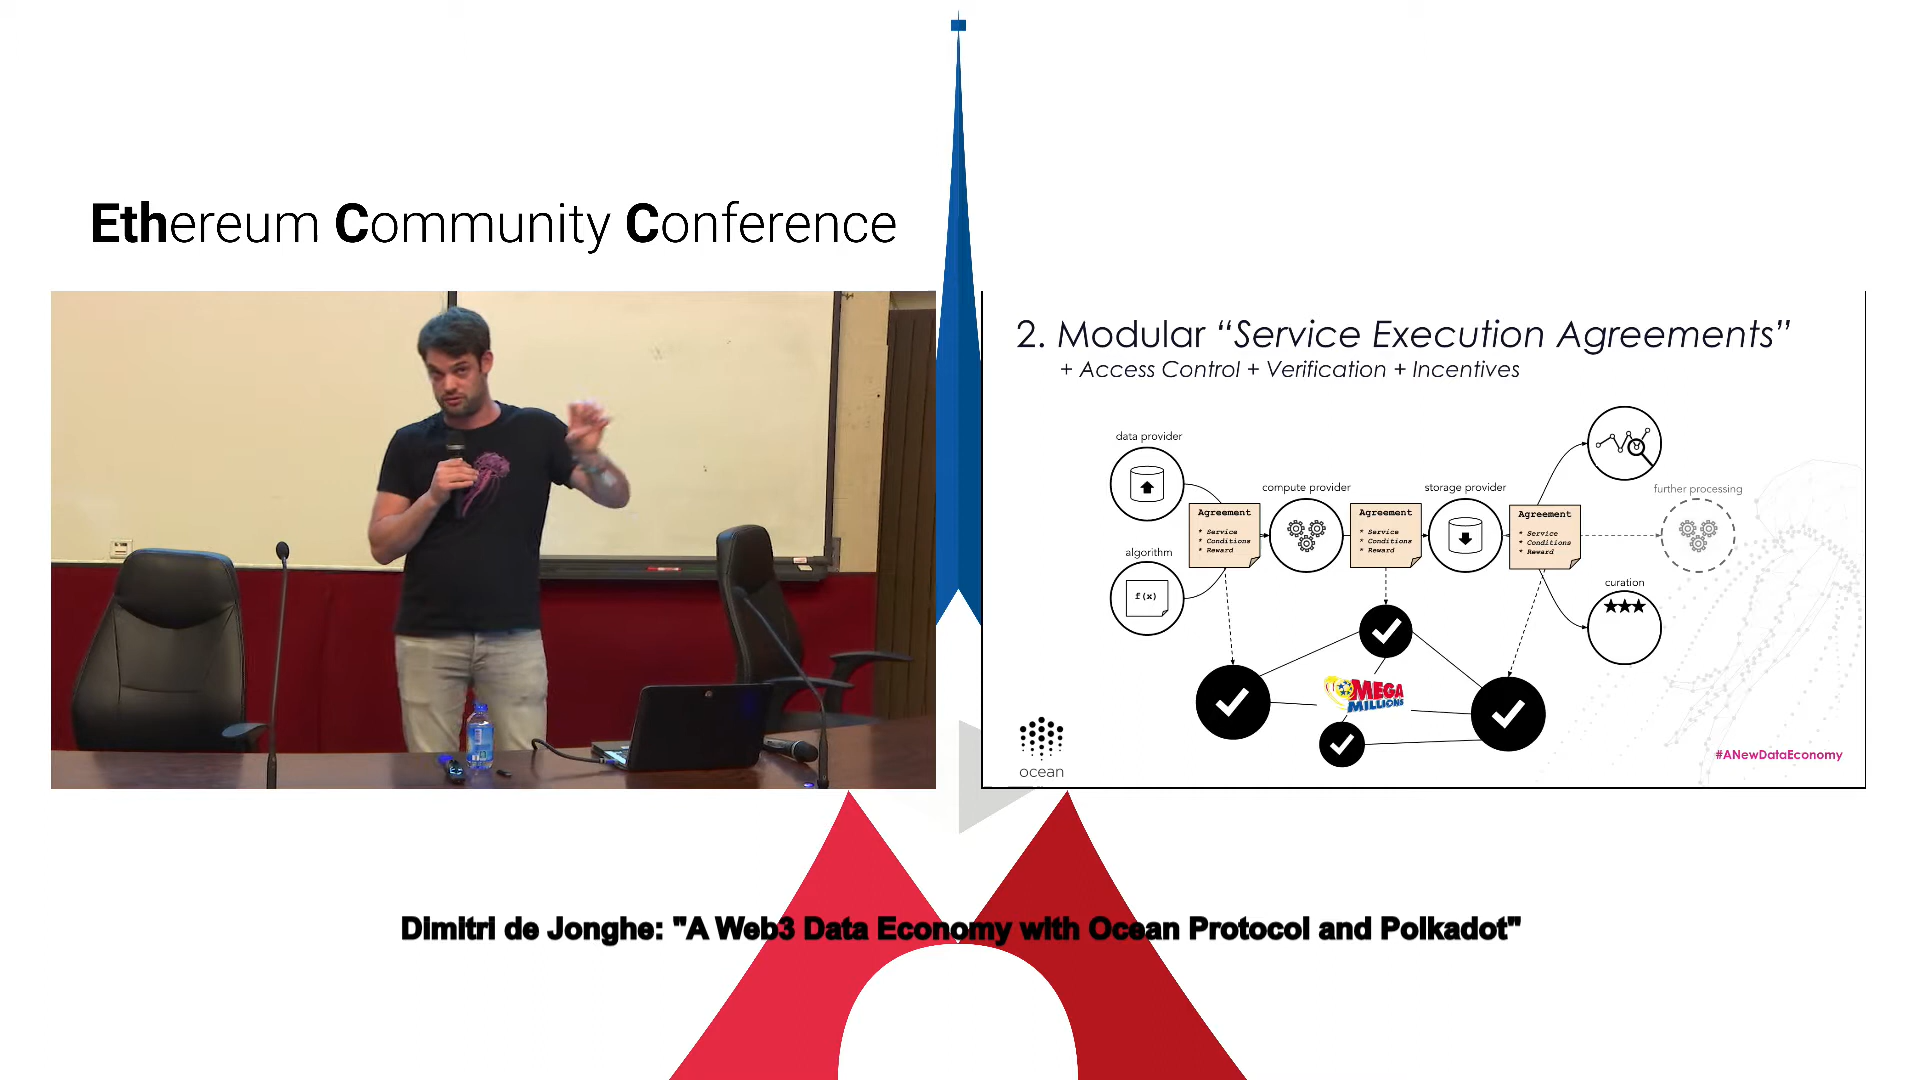 Ethereum Community Conference
2. Modular “Service Execution Agreements”
+ Access Control + Verification + Incentives
data provider
compute provider
storage provider
further processing
Agreement
* Service
* Conditions
* Reward
Agreement
* Service
* Conditions
* Reward
Agreement
* Service
* Conditions
* Reward
algorithm
f(x)
curation
MEGA
MILLIONS
ocean
#ANewDataEconomy
Dimitri de Jonghe: "A Web3 Data Economy with Ocean Protocol and Polkadot"